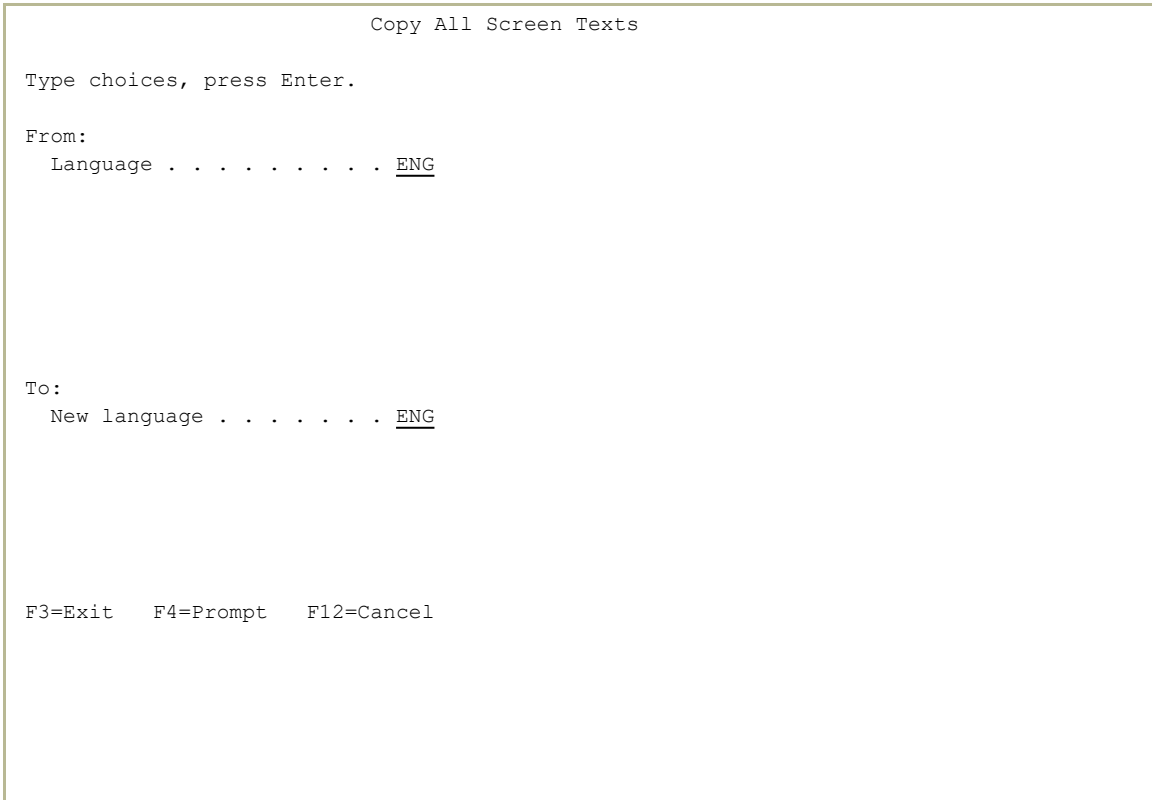 Copy All Screen Texts
Type choices, press Enter.
From:
Language . . . . . . . . . ENG
To:
New language . . . . . . . ENG
F3=Exit   F4=Prompt   F12=Cancel